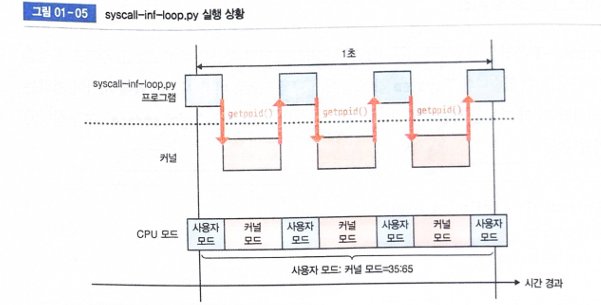 그림 01-05 syscall-inf-loop.py 실행 상황
1초
syscall-inf-loop.py
프로그램
getppid() getppid() getppid()
커널
CPU 모드
사용자 모드 커널 모드 사용자 모드 커널 모드 사용자 모드 커널 모드 사용자 모드
사용자 모드: 커널 모드=35:65
시간 경과